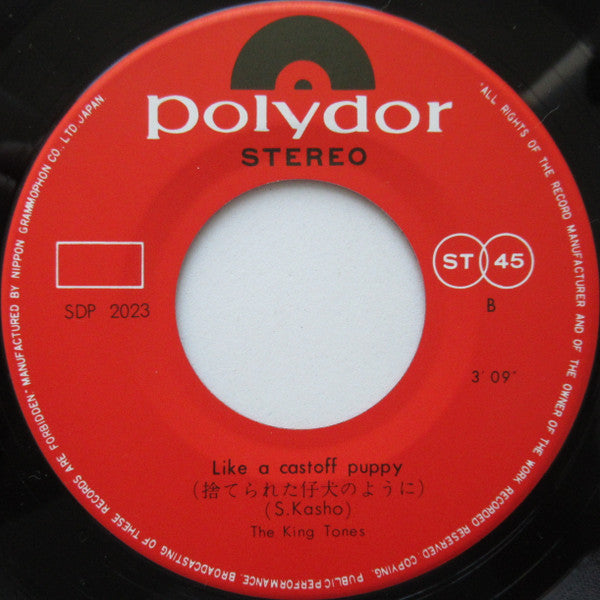 polydor
STEREO
SDP 2023
ST 45
B
3' 09"
Like a castoff puppy
(捨てられた仔犬のように)
(S.Kasho)
The King Tones
"ALL RIGHTS OF THE RECORD MANUFACTURER AND OF THE OWNER OF THE WORK RECORDED RESERVED. COPYING, PUBLIC PERFORMANCE, BROADCASTING OF THESE RECORDS ARE FORBIDDEN" MANUFACTURED BY NIPPON GRAMMOPHON CO., LTD. JAPAN